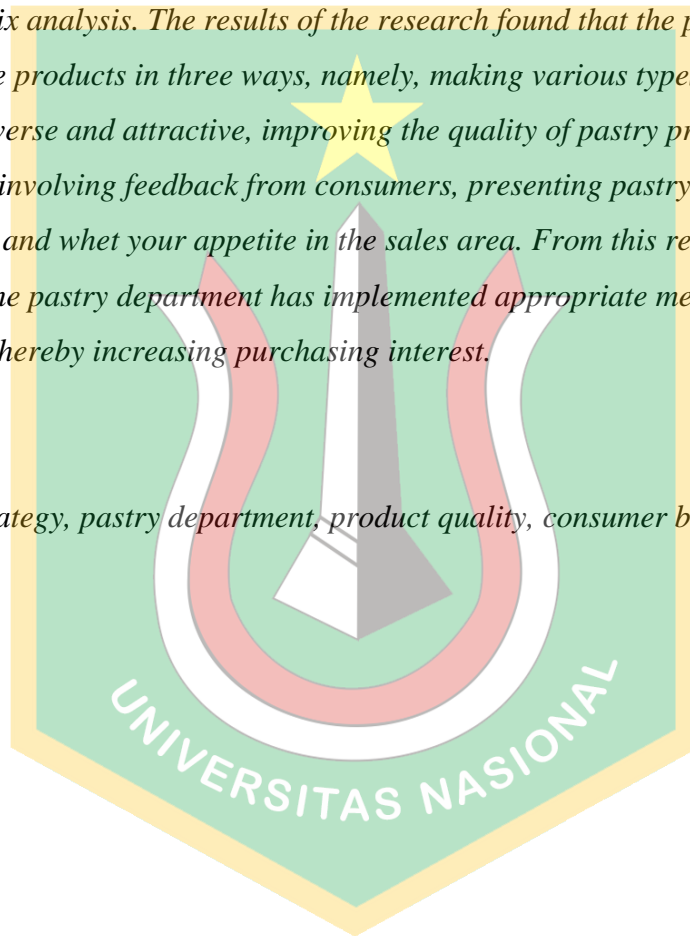 ix analysis. The results of the research found that the p
e products in three ways, namely, making various type
verse and attractive, improving the quality of pastry pr
involving feedback from consumers, presenting pastry
and whet your appetite in the sales area. From this re
he pastry department has implemented appropriate me
hereby increasing purchasing interest.
ategy, pastry department, product quality, consumer b
UNIVERSITAS NASIONAL